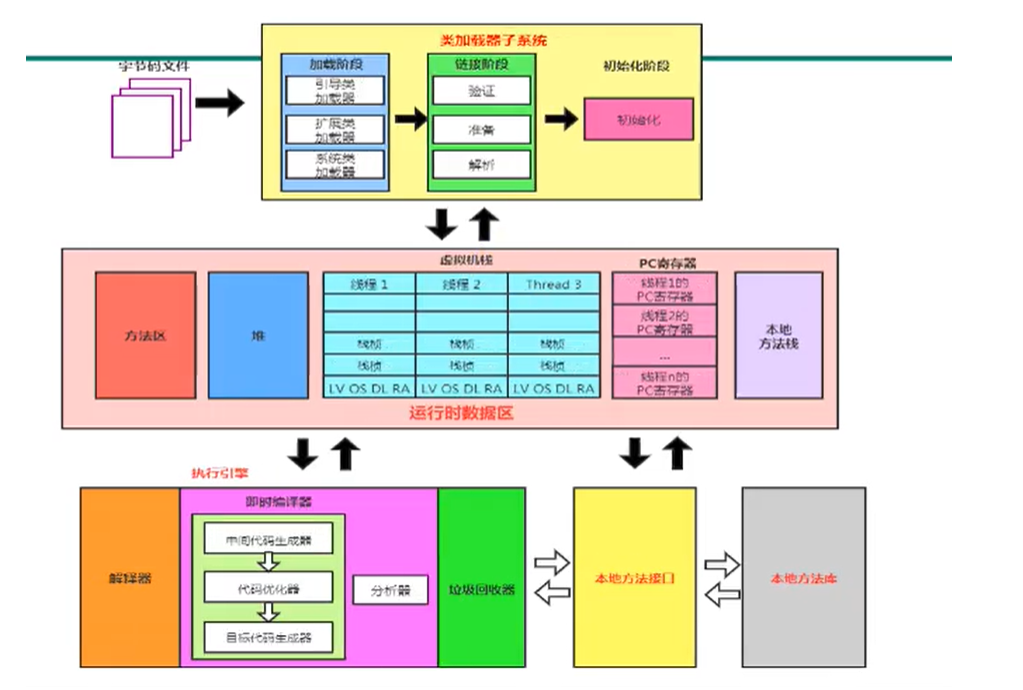 类加载器子系统
字节码文件
加载阶段
链接阶段
初始化阶段
引导类
加载器
扩展类
加载器
系统类
加载器
验证
准备
解析
初始化
虚拟机栈
PC寄存器
方法区
堆
线程 1
线程 2
Thread 3
栈桢
栈桢
栈桢
栈桢
栈桢
栈桢
LV OS DL RA
LV OS DL RA
LV OS DL RA
线程1的
PC寄存器
线程2的
PC寄存器
...
线程n的
PC寄存器
本地
方法栈
运行时数据区
执行引擎
解释器
即时编译器
中间代码生成器
代码优化器
目标代码生成器
分析器
垃圾回收器
本地方法接口
本地方法库